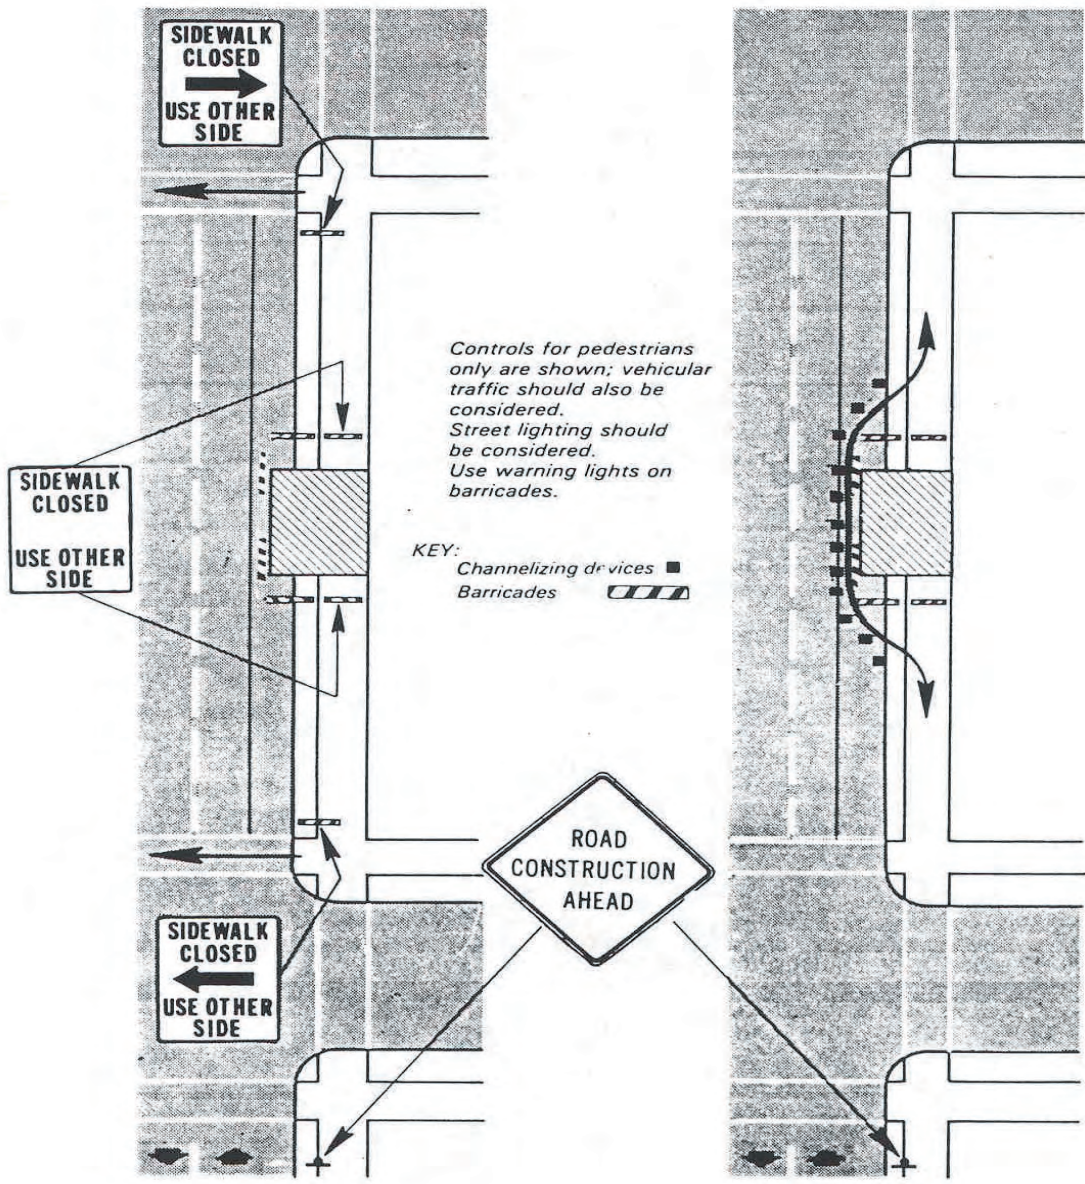 SIDEWALK
CLOSED
USE OTHER
SIDE
Controls for pedestrians
only are shown; vehicular
traffic should also be
considered.
Street lighting should
be considered.
Use warning lights on
barricades.
SIDEWALK
CLOSED
USE OTHER
SIDE
KEY:
Channelizing devices
Barricades
ROAD
CONSTRUCTION
AHEAD
SIDEWALK
CLOSED
USE OTHER
SIDE